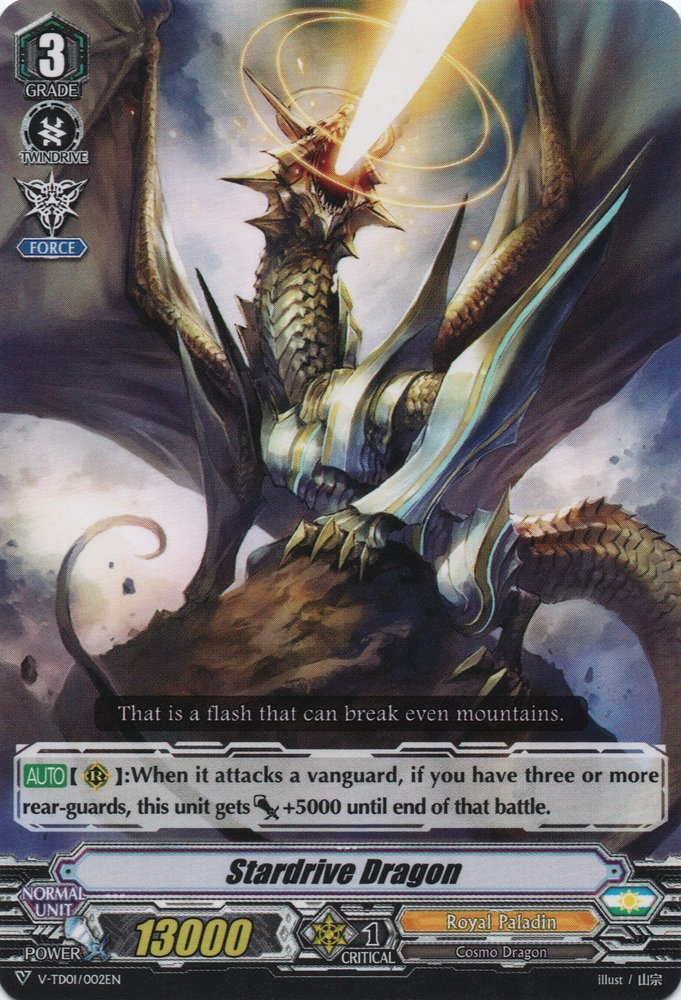 3
GRADE
TWINDRIVE
FORCE
That is a flash that can break even mountains.
AUTO【 R 】:When it attacks a vanguard, if you have three or more
rear-guards, this unit gets +5000 until end of that battle.
Stardrive Dragon
NORMAL
UNIT
POWER
13000
1
CRITICAL
Royal Paladin
Cosmo Dragon
V-TD01/002EN
illust / 山宗